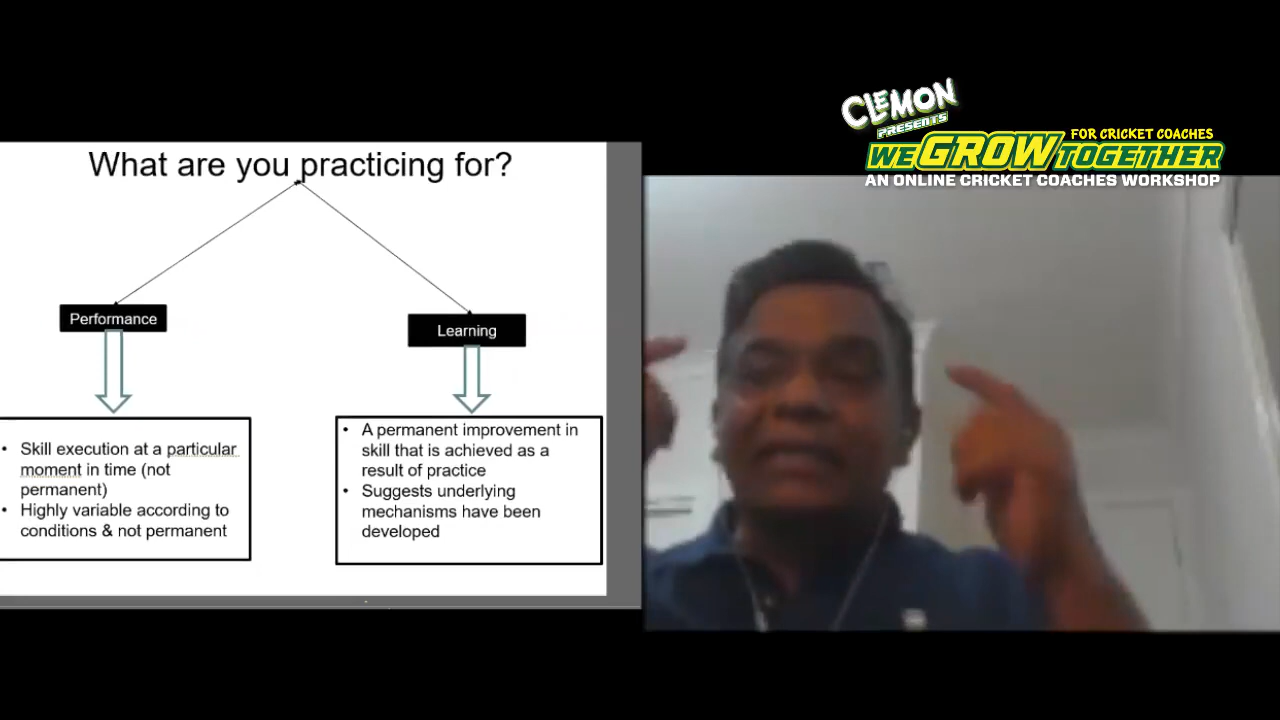 CLEMON
PRESENTS
FOR CRICKET COACHES
WE GROW TOGETHER
AN ONLINE CRICKET COACHES WORKSHOP
What are you practicing for?
Performance
Learning
• Skill execution at a particular
moment in time (not
permanent)
• Highly variable according to
conditions & not permanent
• A permanent improvement in
skill that is achieved as a
result of practice
• Suggests underlying
mechanisms have been
developed